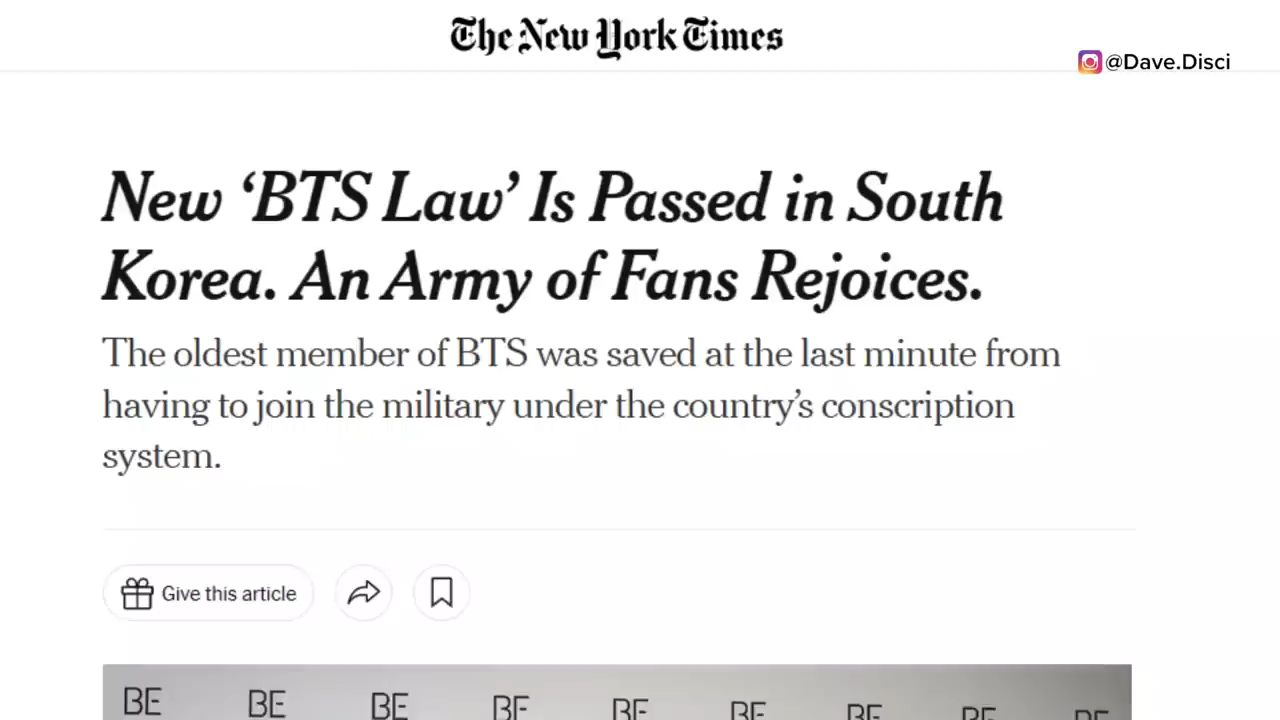 The New York Times
@Dave.Disci
New ‘BTS Law’ Is Passed in South
Korea. An Army of Fans Rejoices.
The oldest member of BTS was saved at the last minute from
having to join the military under the country’s conscription
system.
Give this article
BE BE BE BE BE BE BE BE BE